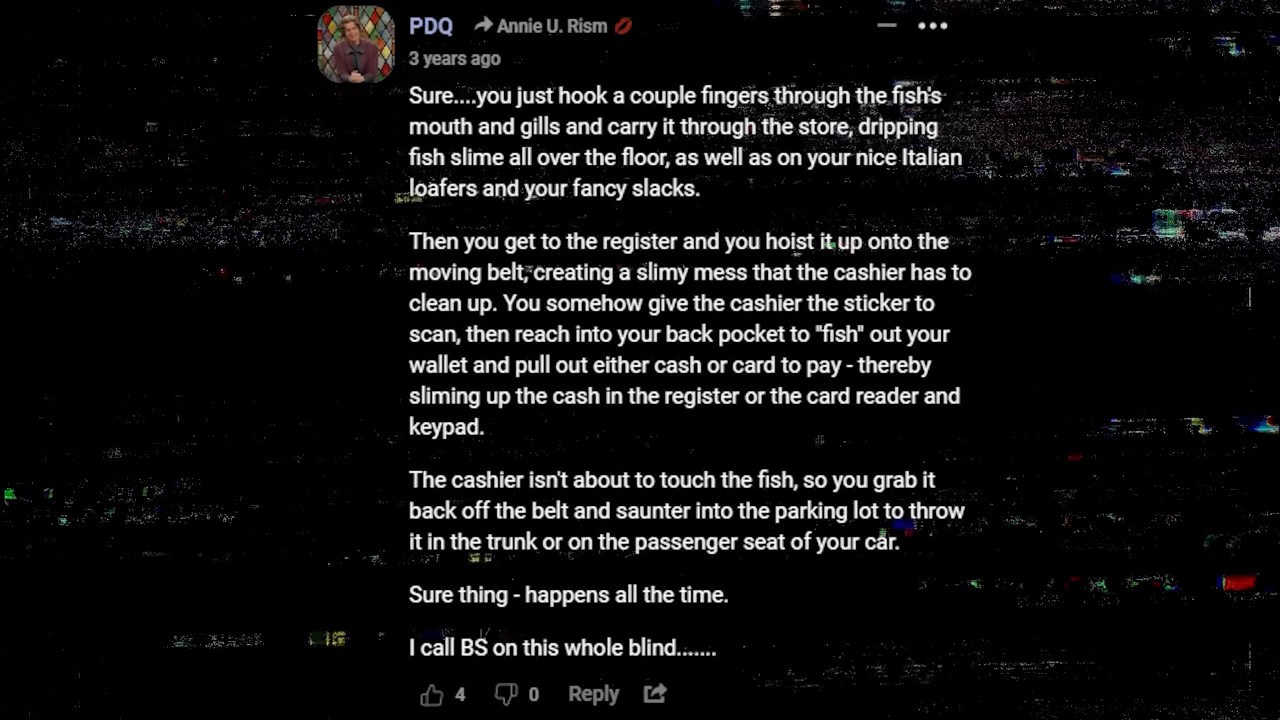 PDQ Annie U. Rism
3 years ago
Sure....you just hook a couple fingers through the fish's
mouth and gills and carry it through the store, dripping
fish slime all over the floor, as well as on your nice Italian
loafers and your fancy slacks.
Then you get to the register and you hoist it up onto the
moving belt, creating a slimy mess that the cashier has to
clean up. You somehow give the cashier the sticker to
scan, then reach into your back pocket to "fish" out your
wallet and pull out either cash or card to pay - thereby
sliming up the cash in the register or the card reader and
keypad.
The cashier isn't about to touch the fish, so you grab it
back off the belt and saunter into the parking lot to throw
it in the trunk or on the passenger seat of your car.
Sure thing - happens all the time.
I call BS on this whole blind.......
4 0 Reply